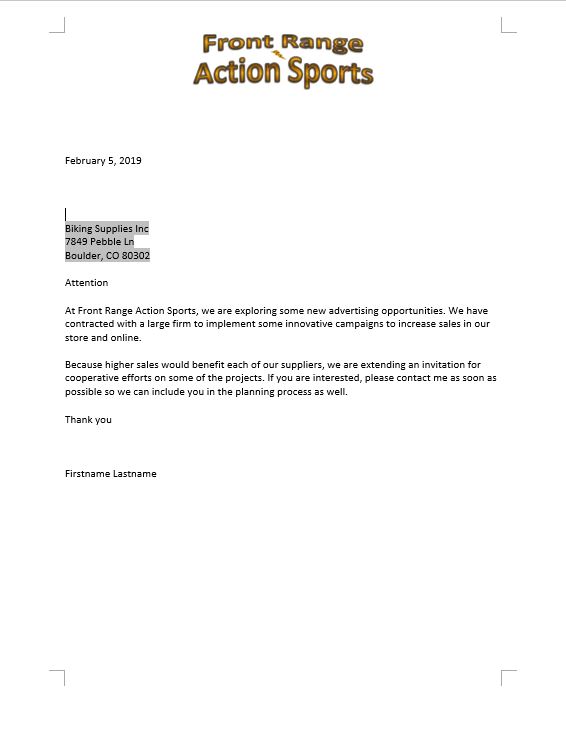 Front Range
Action Sports
February 5, 2019
Biking Supplies Inc
7849 Pebble Ln
Boulder, CO 80302
Attention
At Front Range Action Sports, we are exploring some new advertising opportunities. We have
contracted with a large firm to implement some innovative campaigns to increase sales in our
store and online.
Because higher sales would benefit each of our suppliers, we are extending an invitation for
cooperative efforts on some of the projects. If you are interested, please contact me as soon as
possible so we can include you in the planning process as well.
Thank you
Firstname Lastname